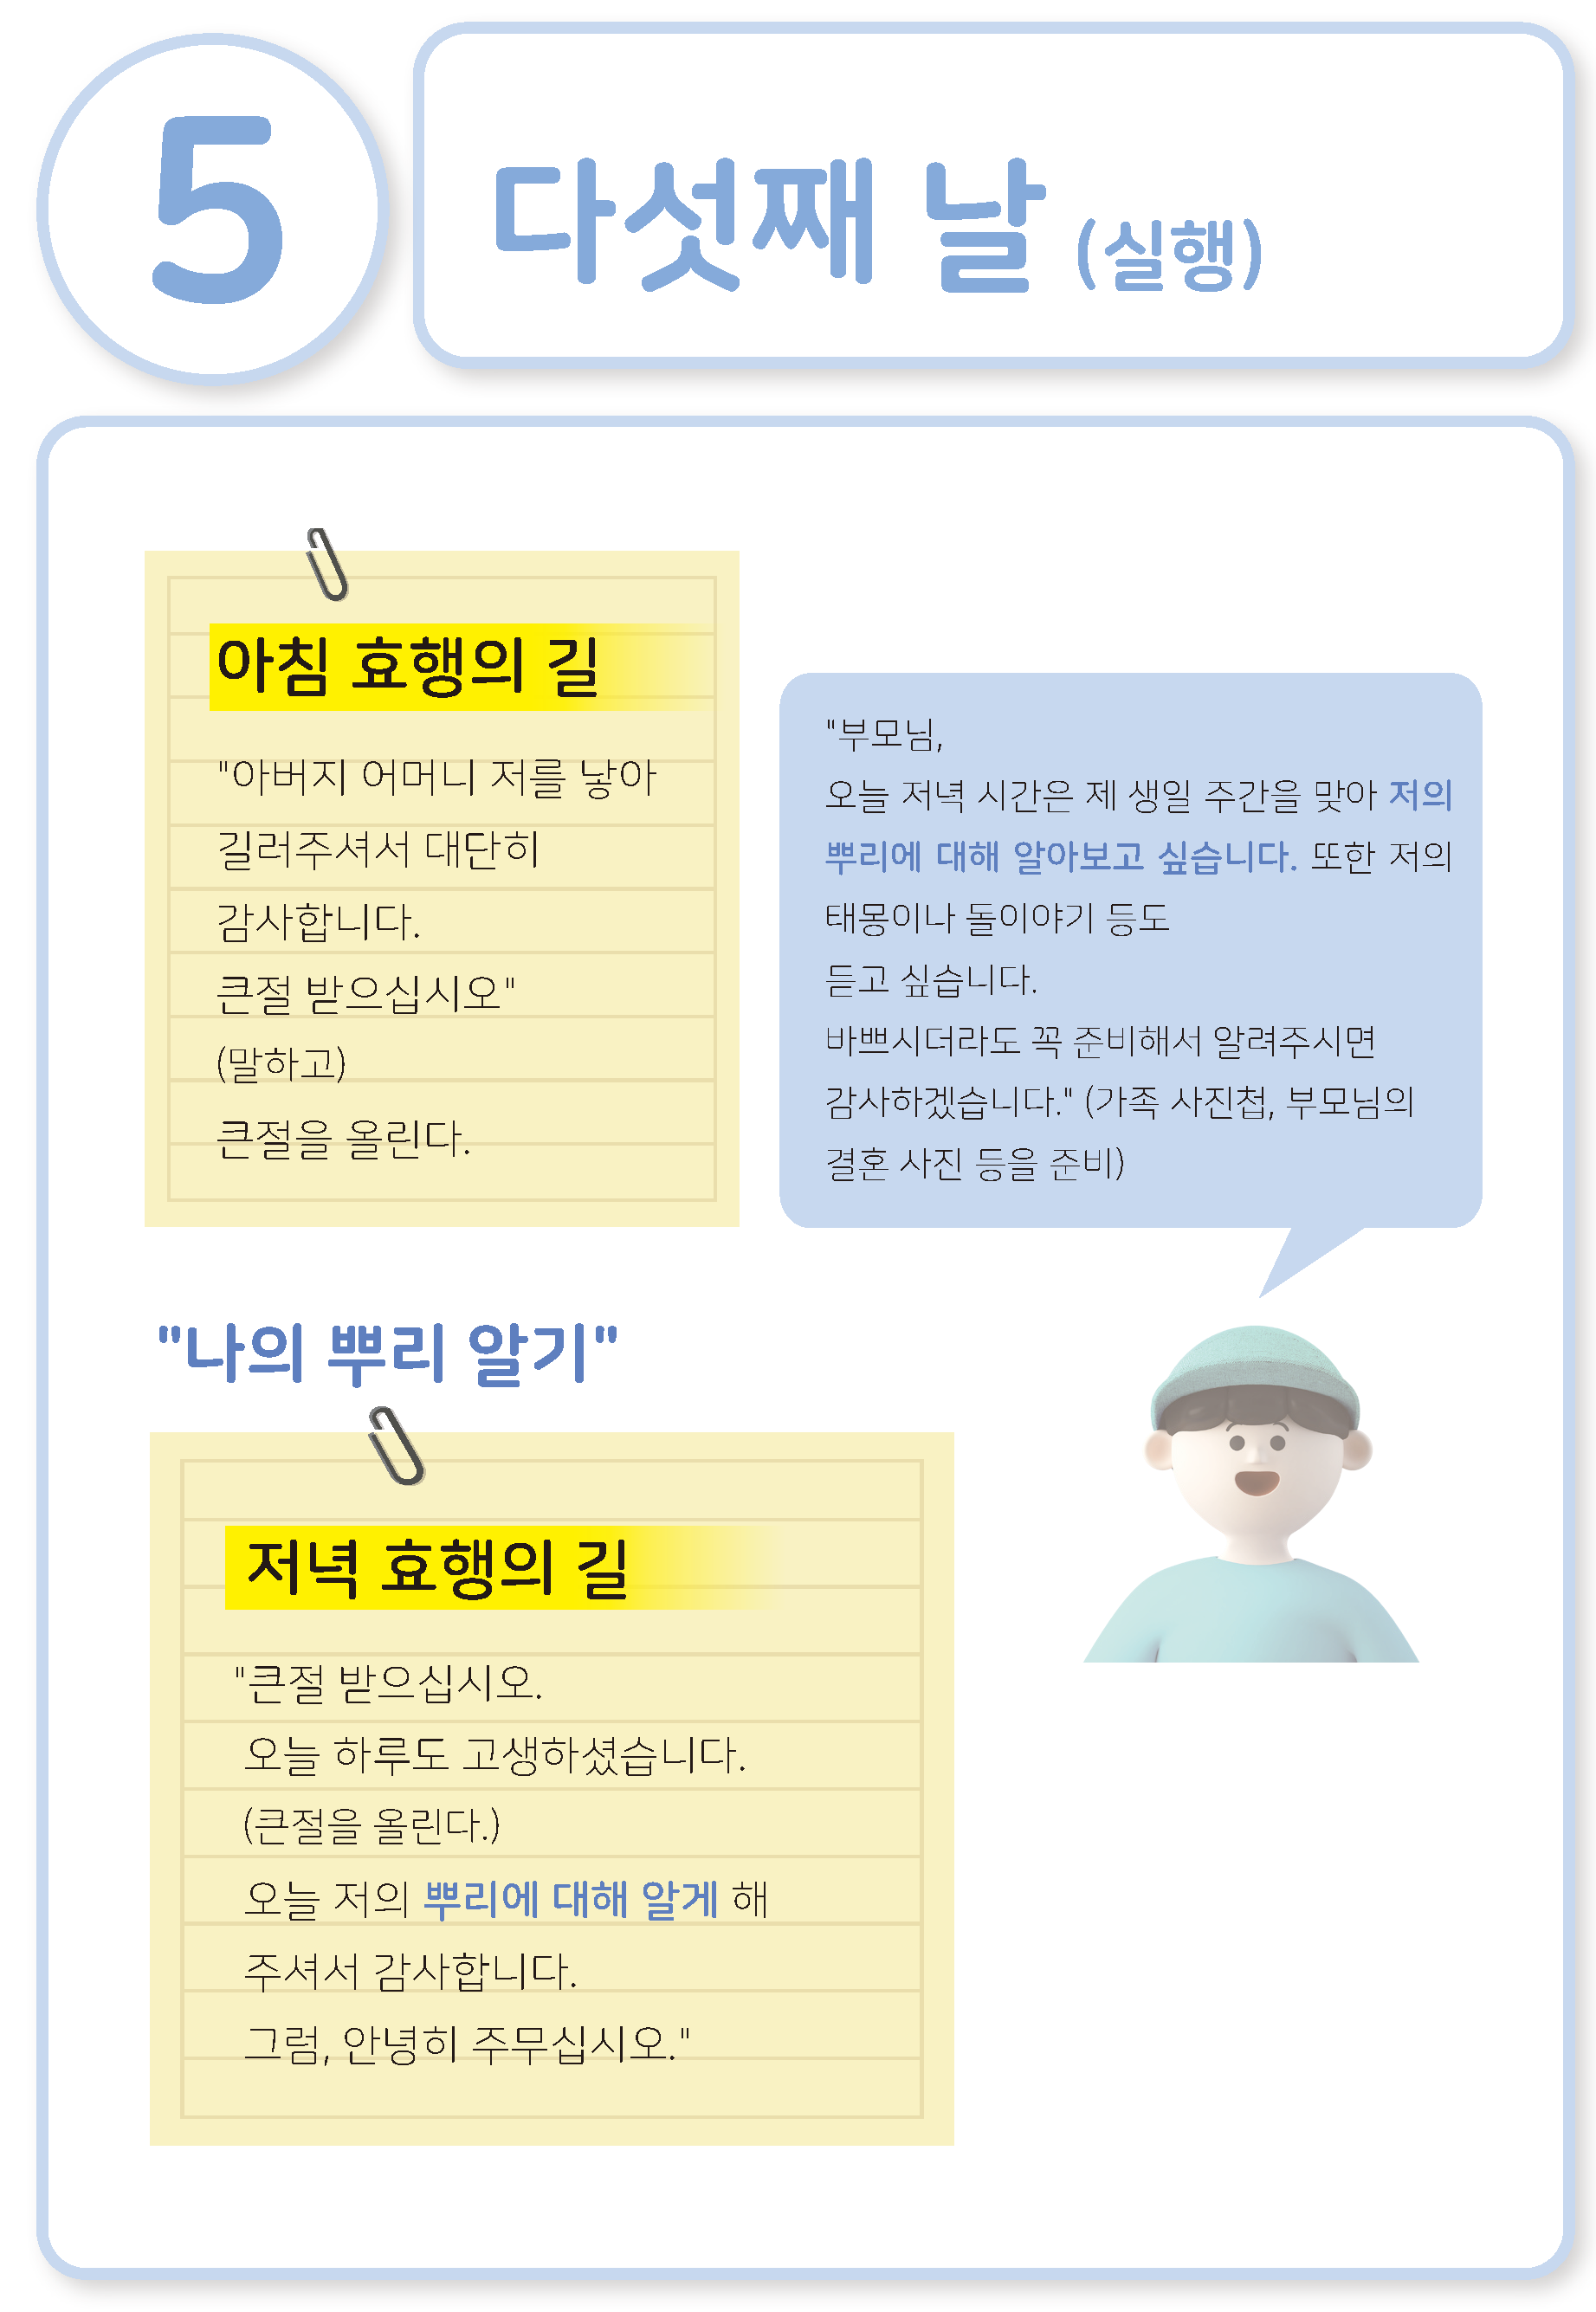 5
다섯째 날 (실행)
아침 효행의 길
"아버지 어머니 저를 낳아
길러주셔서 대단히
감사합니다.
큰절 받으십시오"
(말하고)
큰절을 올린다.
"부모님,
오늘 저녁 시간은 제 생일 주간을 맞아 저의
뿌리에 대해 알아보고 싶습니다. 또한 저의
태몽이나 돌이야기 등도
듣고 싶습니다.
바쁘시더라도 꼭 준비해서 알려주시면
감사하겠습니다." (가족 사진첩, 부모님의
결혼 사진 등을 준비)
"나의 뿌리 알기"
저녁 효행의 길
"큰절 받으십시오.
오늘 하루도 고생하셨습니다.
(큰절을 올린다.)
오늘 저의 뿌리에 대해 알게 해
주셔서 감사합니다.
그럼, 안녕히 주무십시오."